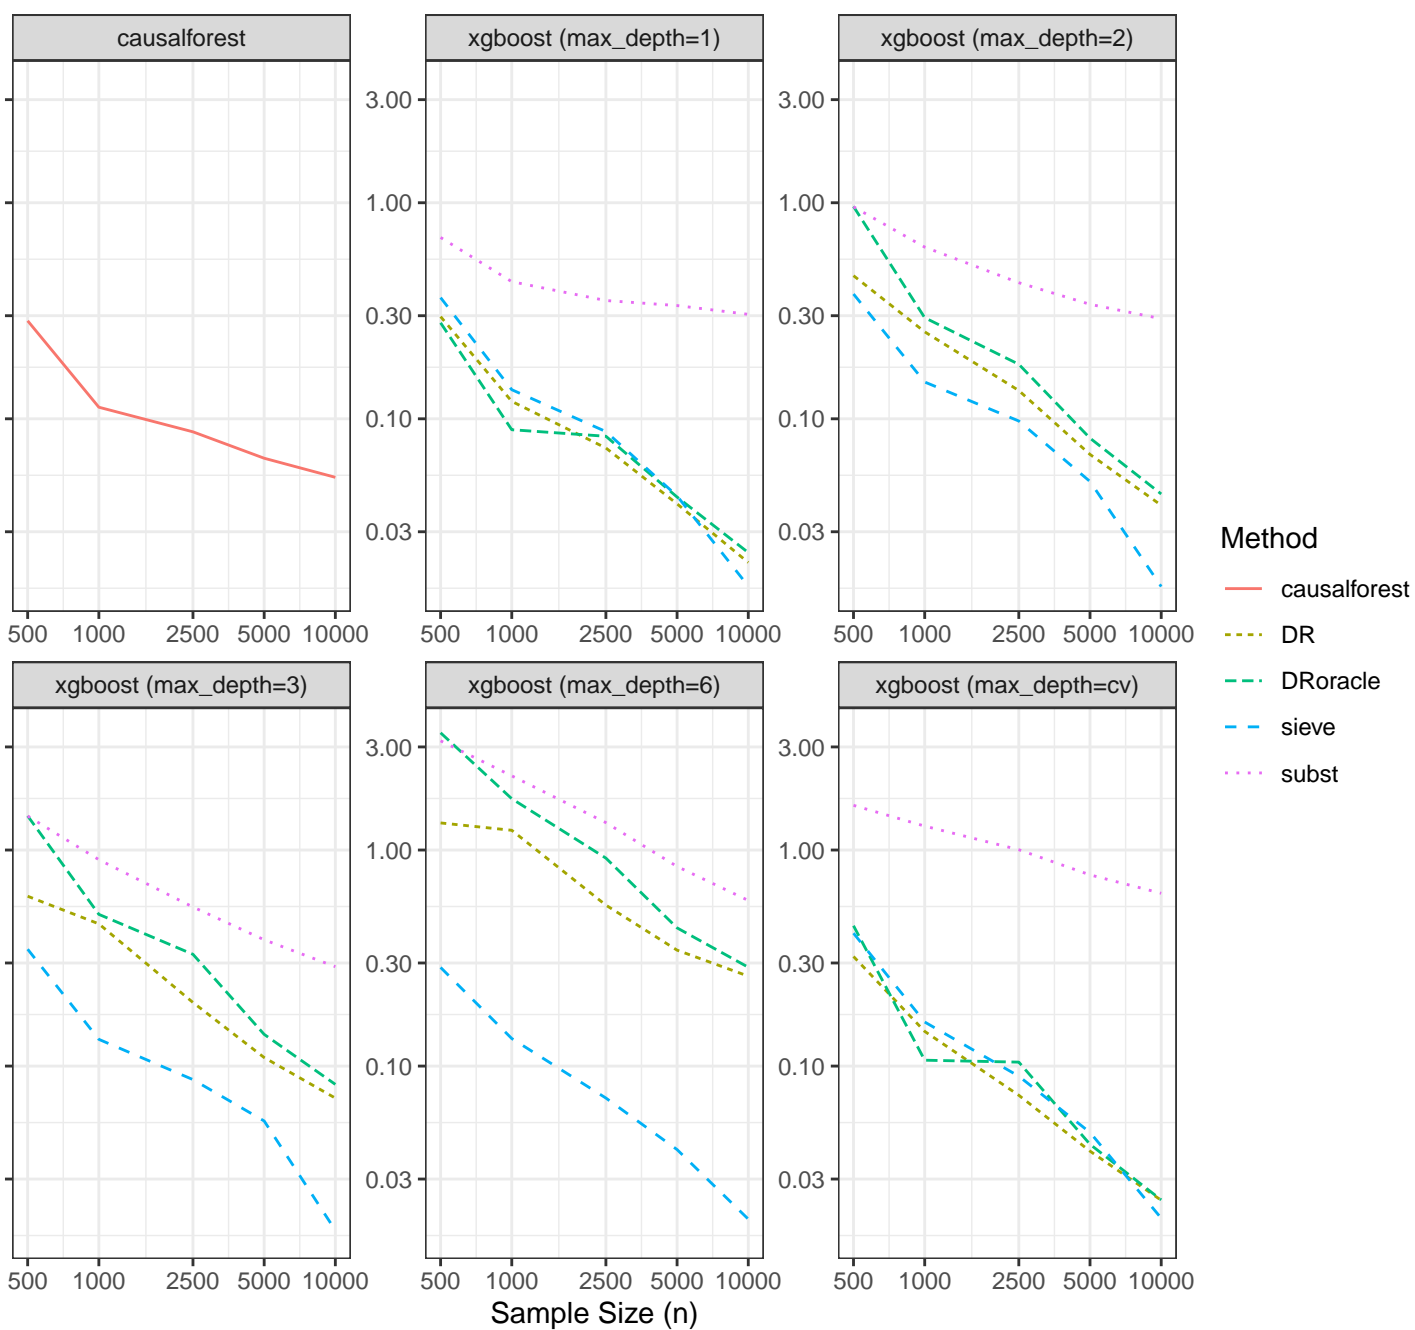 causalforest
xgboost (max_depth=1)
xgboost (max_depth=2)
3.00
3.00
1.00
1.00
0.30
0.30
0.10
0.10
0.03
0.03
500 1000 2500 5000 10000
500 1000 2500 5000 10000
500 1000 2500 5000 10000
xgboost (max_depth=3)
xgboost (max_depth=6)
xgboost (max_depth=cv)
3.00
3.00
1.00
1.00
0.30
0.30
0.10
0.10
0.03
0.03
500 1000 2500 5000 10000
500 1000 2500 5000 10000
500 1000 2500 5000 10000
Sample Size (n)
Method
causalforest
DR
DRoracle
sieve
subst